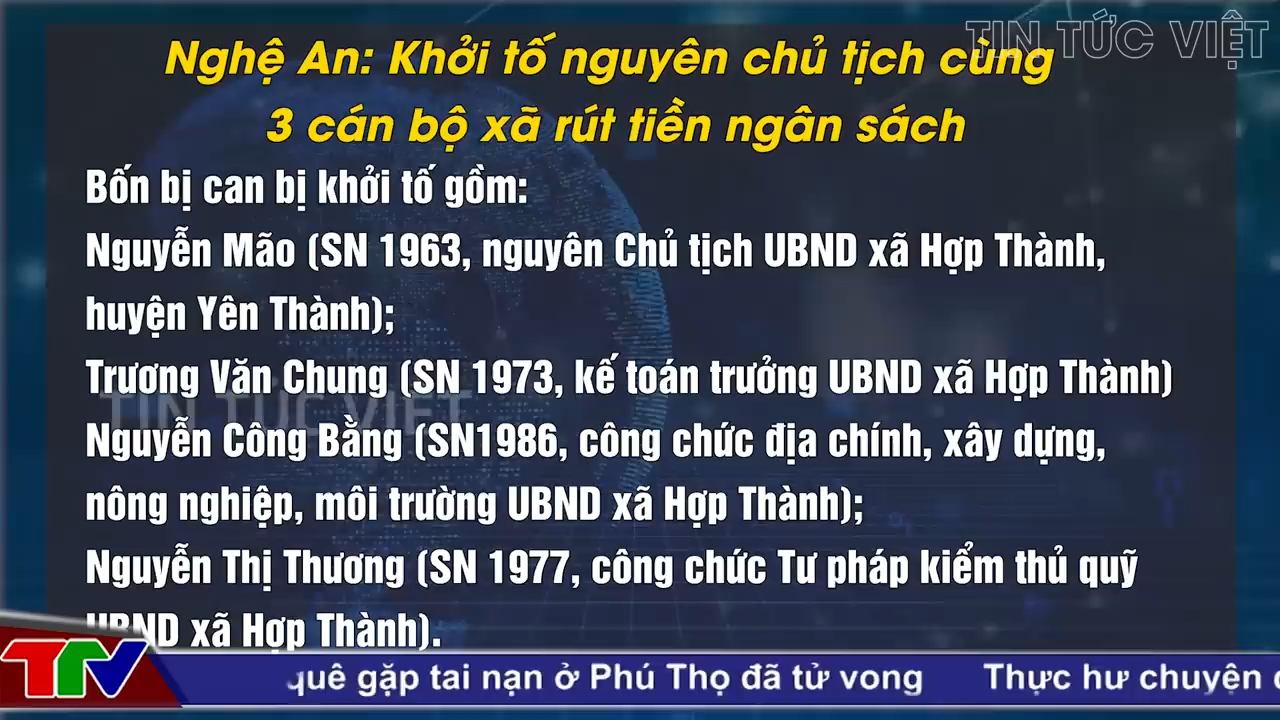 TIN TỨC VIỆT
Nghệ An: Khởi tố nguyên chủ tịch cùng
3 cán bộ xã rút tiền ngân sách
Bốn bị can bị khởi tố gồm:
Nguyễn Mão (SN 1963, nguyên Chủ tịch UBND xã Hợp Thành,
huyện Yên Thành);
Trương Văn Chung (SN 1973, kế toán trưởng UBND xã Hợp Thành)
TIN TỨC VIỆT
Nguyễn Công Bằng (SN1986, công chức địa chính, xây dựng,
nông nghiệp, môi trường UBND xã Hợp Thành);
Nguyễn Thị Thương (SN 1977, công chức Tư pháp kiểm thủ quỹ
UBND xã Hợp Thành).
TTV
quê gặp tai nạn ở Phú Thọ đã tử vong Thực hư chuyện